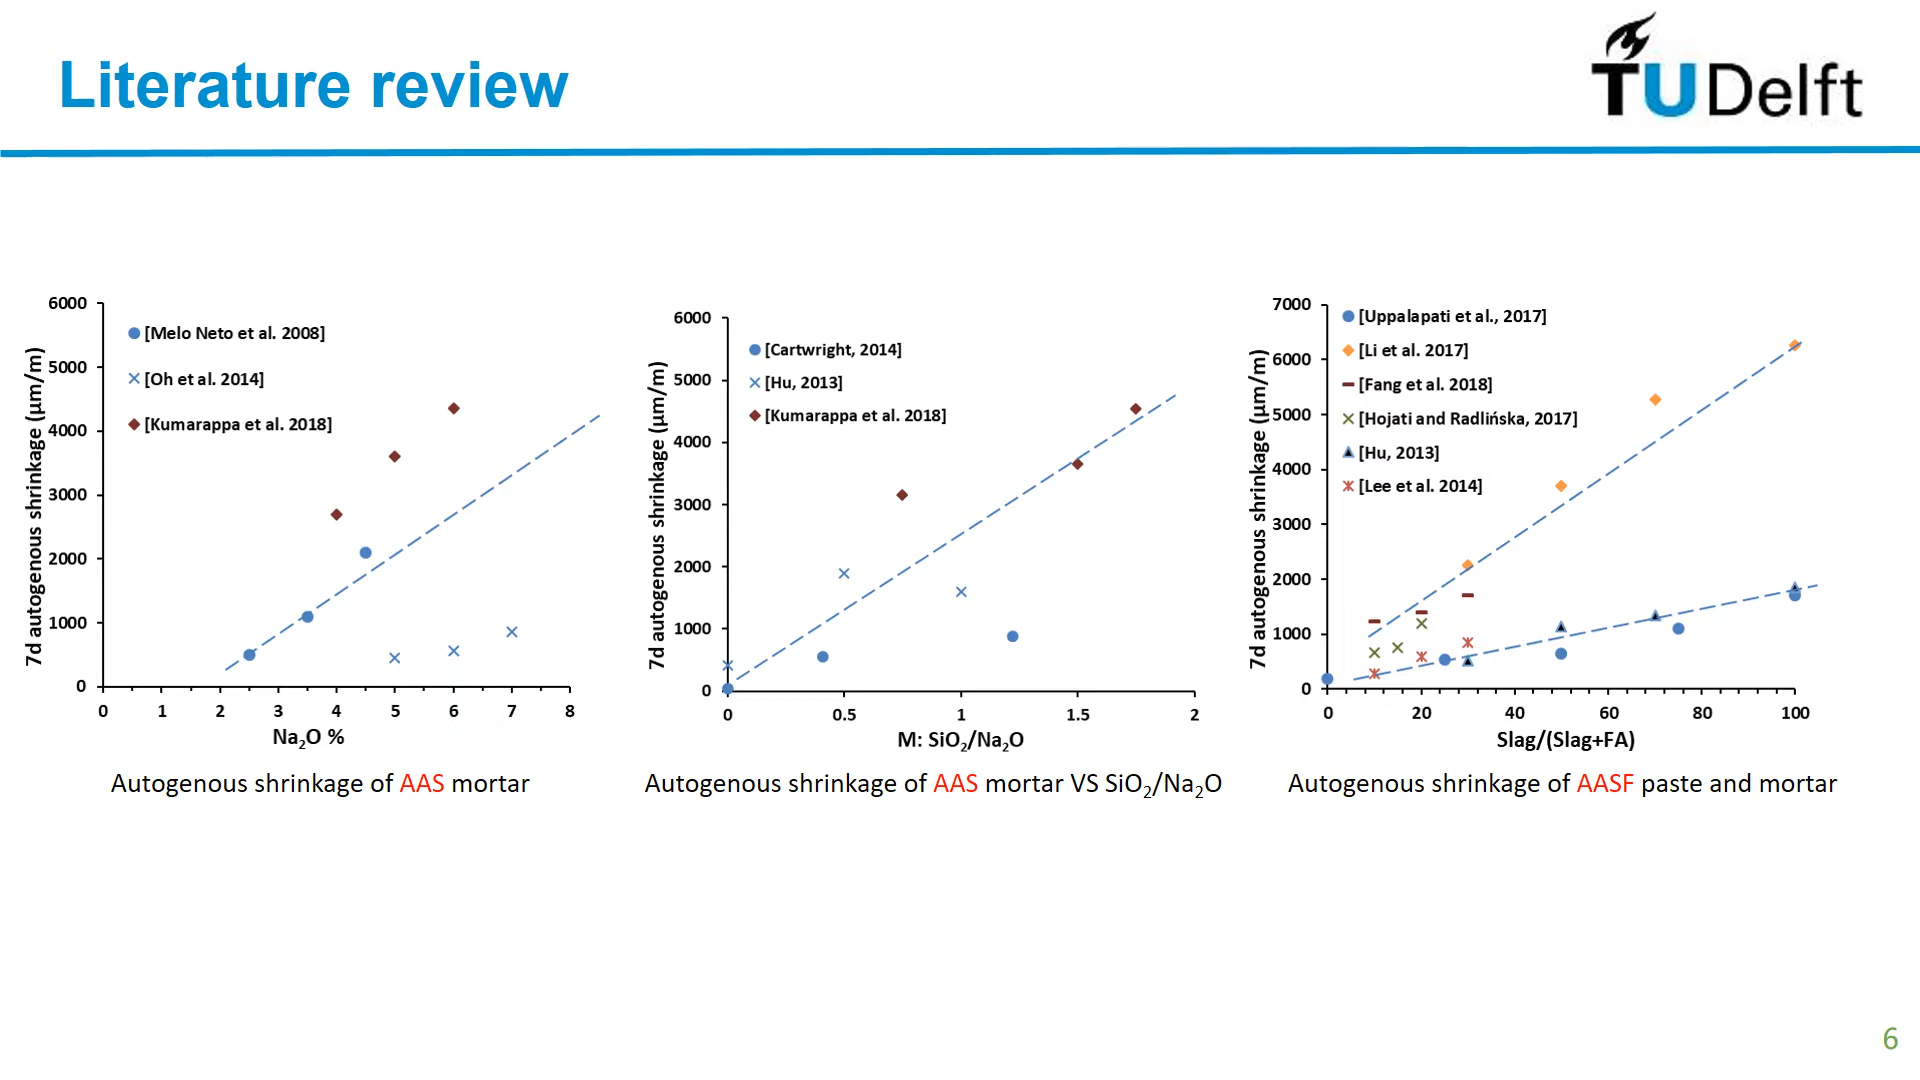 Literature review
TUDelft
6000
5000
4000
3000
2000
1000
0
7d autogenous shrinkage (μm/m)
[Melo Neto et al. 2008]
[Oh et al. 2014]
[Kumarappa et al. 2018]
0 1 2 3 4 5 6 7 8
Na₂O %
Autogenous shrinkage of AAS mortar
6000
5000
4000
3000
2000
1000
0
7d autogenous shrinkage (μm/m)
[Cartwright, 2014]
[Hu, 2013]
[Kumarappa et al. 2018]
0 0.5 1 1.5 2
M: SiO₂/Na₂O
Autogenous shrinkage of AAS mortar VS SiO₂/Na₂O
7000
6000
5000
4000
3000
2000
1000
0
7d autogenous shrinkage (μm/m)
[Uppalapati et al., 2017]
[Li et al. 2017]
[Fang et al. 2018]
[Hojati and Radlińska, 2017]
[Hu, 2013]
[Lee et al. 2014]
0 20 40 60 80 100
Slag/(Slag+FA)
Autogenous shrinkage of AASF paste and mortar
6